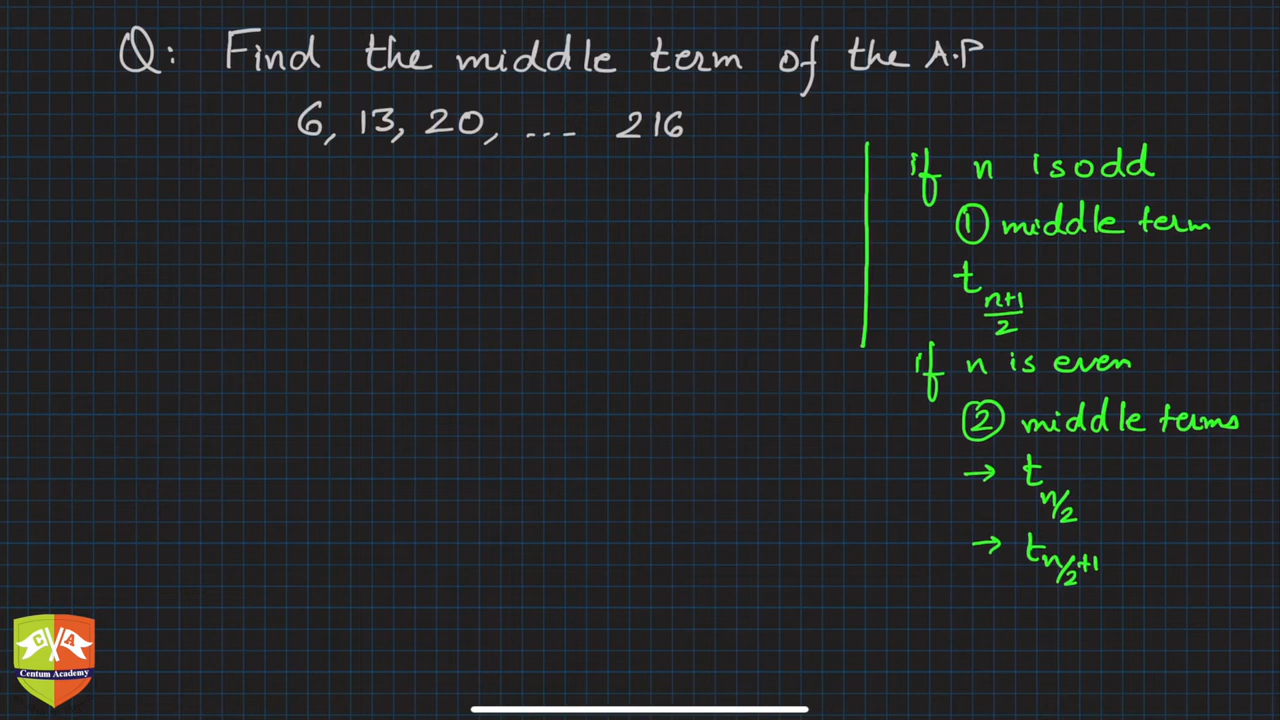 Q: Find the middle term of the A.P
6, 13, 20, --- 216
if n is odd
① middle term
t n+1/2
if n is even
② middle terms
→ t n/2
→ t n/2+1
C A
Centum Academy